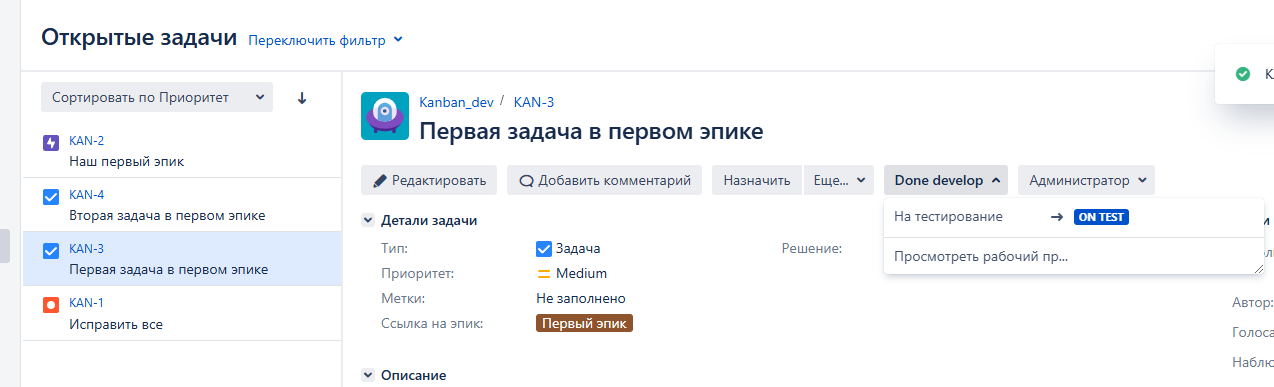 Открытые задачи Переключить фильтр
Сортировать по Приоритет
KAN-2
Наш первый эпик
KAN-4
Вторая задача в первом эпике
KAN-3
Первая задача в первом эпике
KAN-1
Исправить все
Kanban_dev / KAN-3
Первая задача в первом эпике
Редактировать Добавить комментарий Назначить Еще... Done develop Администратор
На тестирование ON TEST
Просмотреть рабочий пр...
Детали задачи
Тип: Задача Решение:
Приоритет: Medium
Метки: Не заполнено
Ссылка на эпик: Первый эпик
Описание
Автор: